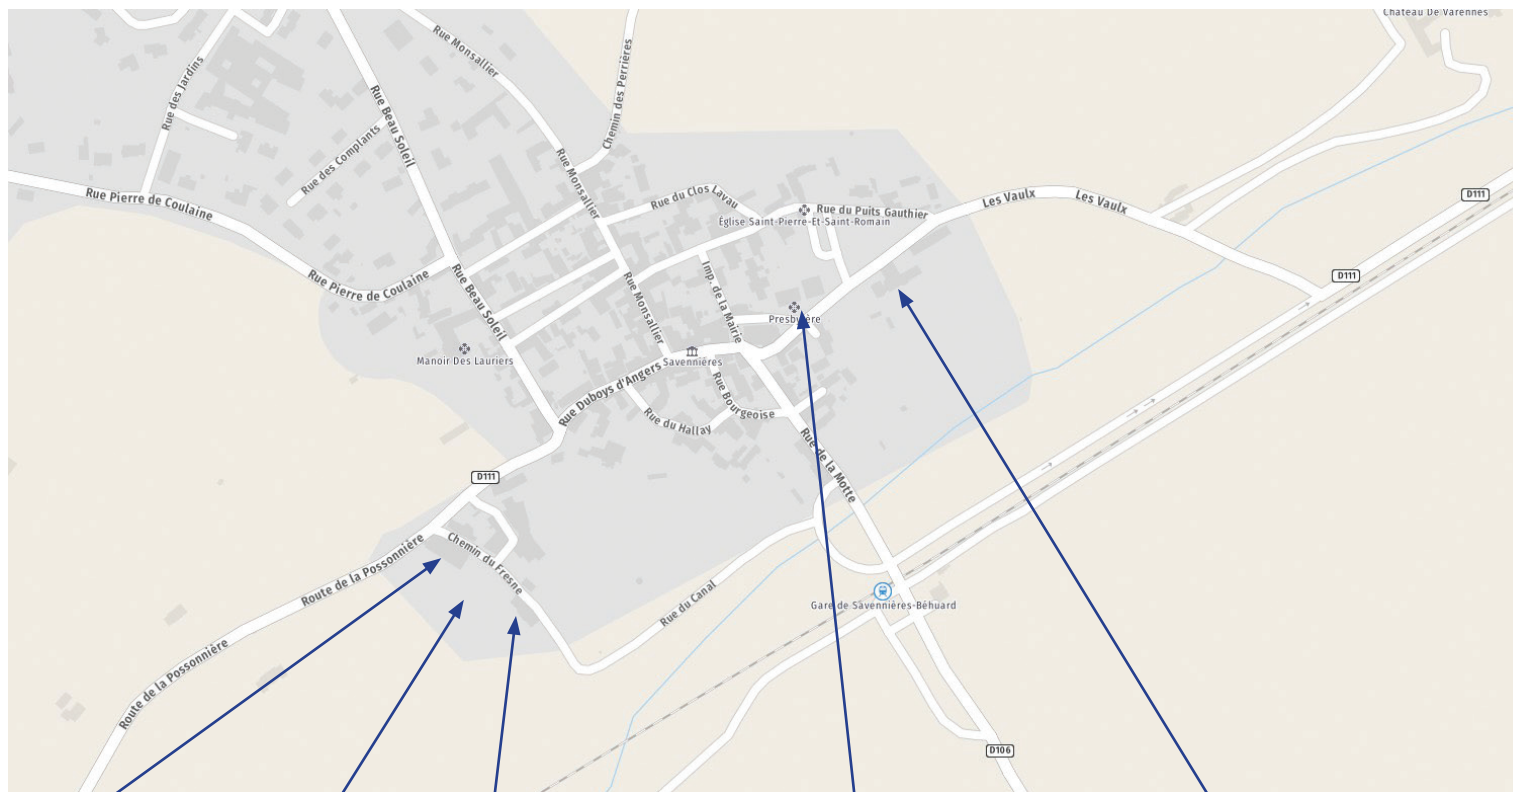 Château De Varennes
Rue Monsallier
Chemin des Perrières
Rue des Jardins
Rue Beau Soleil
Rue des Complants
Rue Monsallier
Rue Pierre de Coulaine
Rue du Clos Lavau
Rue du Puits Gauthier
Église Saint-Pierre-Et-Saint-Romain
Les Vaulx
Les Vaulx
D111
D111
Rue Pierre de Coulaine
Rue Beau Soleil
Rue Monsallier
Imp. de la Mairie
Presbytère
Manoir Des Lauriers
Savennières
Rue Duboys d'Angers
Rue Bourgeoise
Rue du Hallay
Rue de la Motte
D111
Chemin du Fresne
Route de la Possonnière
Rue du Canal
Gare de Savennières-Béhuard
Route de la Possonnière
D106